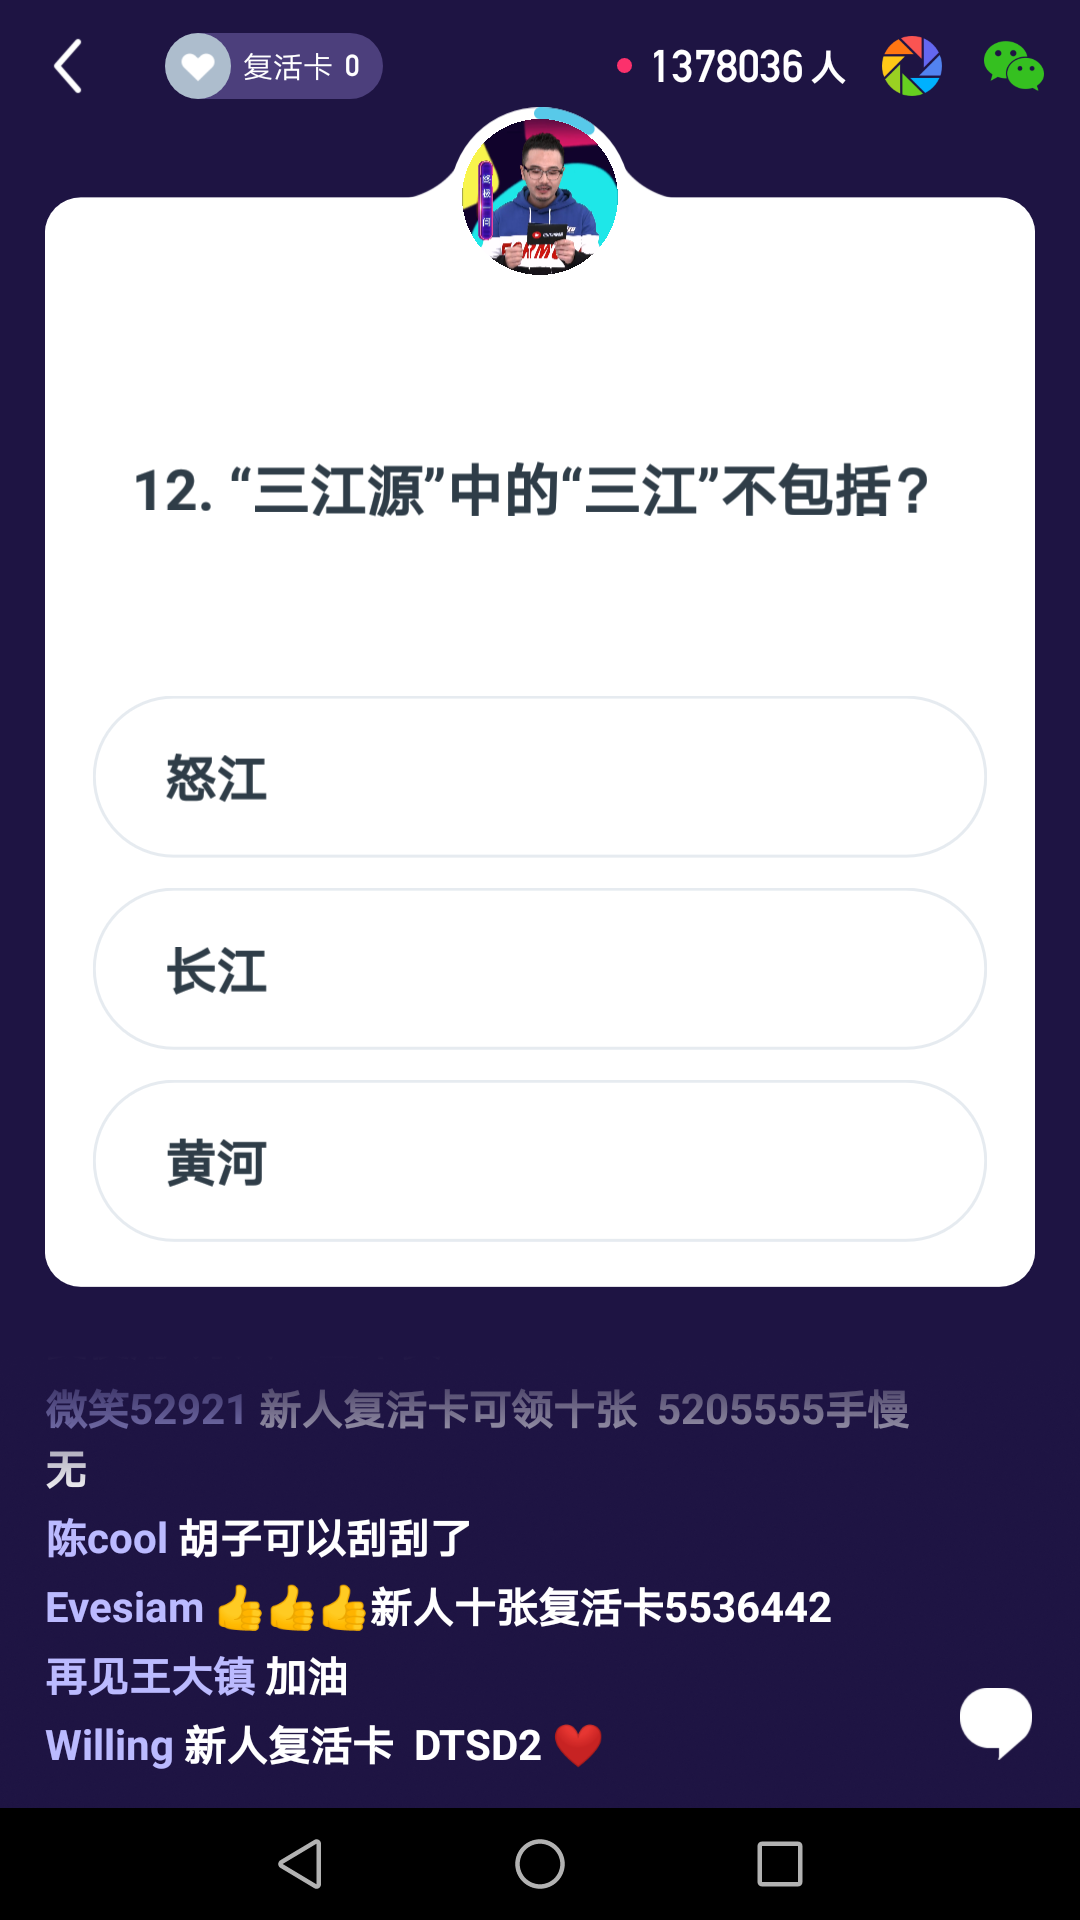 复活卡 0
1378036 人
终极一问
12. “三江源”中的“三江”不包括？
怒江
长江
黄河
微笑52921 新人复活卡可领十张 5205555手慢
无
陈cool 胡子可以刮刮了
Evesiam 👍👍👍新人十张复活卡5536442
再见王大镇 加油
Willing 新人复活卡 DTSD2 ❤️